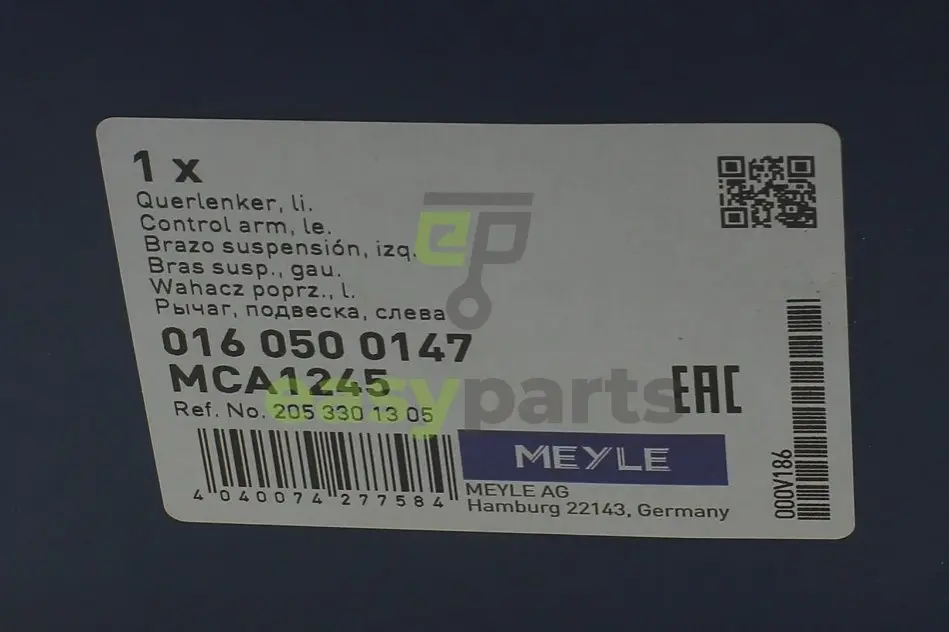 1 x
Querlenker, li.
Control arm, le.
Brazo suspensión, izq.
Bras susp., gau.
Wahacz poprz., l.
Рычаг, подвеска, слева
016 050 0147
MCA1245
Ref. No. 205 330 13 05
4 040074 277584
EAC
MEYLE
MEYLE AG
Hamburg 22143, Germany
000V186
ep
easyparts